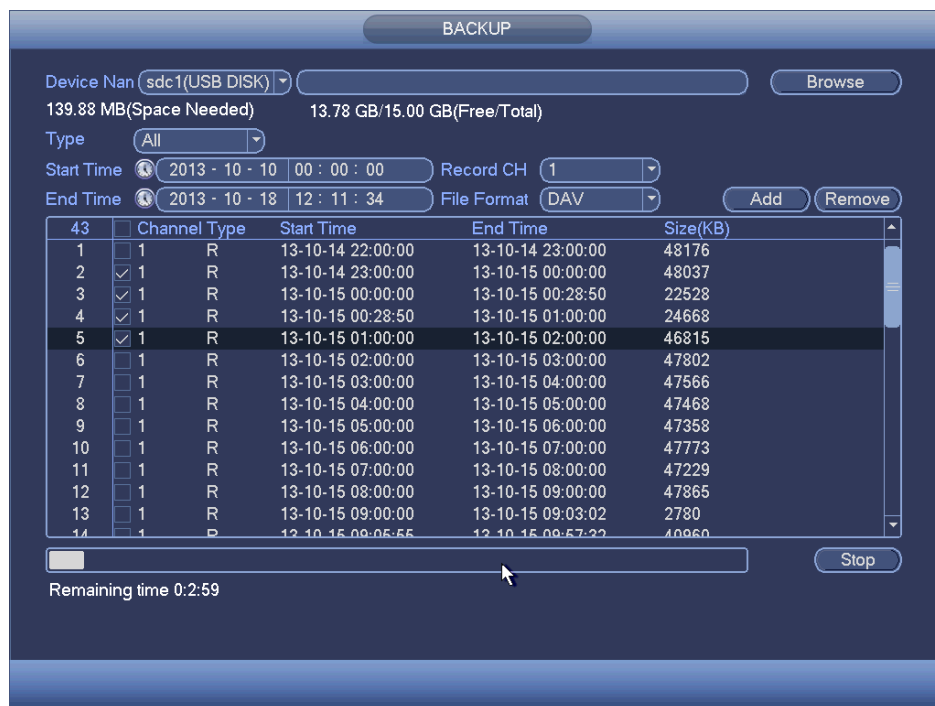 BACKUP
Device Nan sdc1(USB DISK) Browse
139.88 MB(Space Needed) 13.78 GB/15.00 GB(Free/Total)
Type All
Start Time 2013 - 10 - 10 00 : 00 : 00 Record CH 1
End Time 2013 - 10 - 18 12 : 11 : 34 File Format DAV Add Remove
43 Channel Type Start Time End Time Size(KB)
1 1 R 13-10-14 22:00:00 13-10-14 23:00:00 48176
2 1 R 13-10-14 23:00:00 13-10-15 00:00:00 48037
3 1 R 13-10-15 00:00:00 13-10-15 00:28:50 22528
4 1 R 13-10-15 00:28:50 13-10-15 01:00:00 24668
5 1 R 13-10-15 01:00:00 13-10-15 02:00:00 46815
6 1 R 13-10-15 02:00:00 13-10-15 03:00:00 47802
7 1 R 13-10-15 03:00:00 13-10-15 04:00:00 47566
8 1 R 13-10-15 04:00:00 13-10-15 05:00:00 47468
9 1 R 13-10-15 05:00:00 13-10-15 06:00:00 47358
10 1 R 13-10-15 06:00:00 13-10-15 07:00:00 47773
11 1 R 13-10-15 07:00:00 13-10-15 08:00:00 47229
12 1 R 13-10-15 08:00:00 13-10-15 09:00:00 47865
13 1 R 13-10-15 09:00:00 13-10-15 09:03:02 2780
14 1 R 13-10-15 13-10-15 09:57:32 40960
Stop
Remaining time 0:2:59